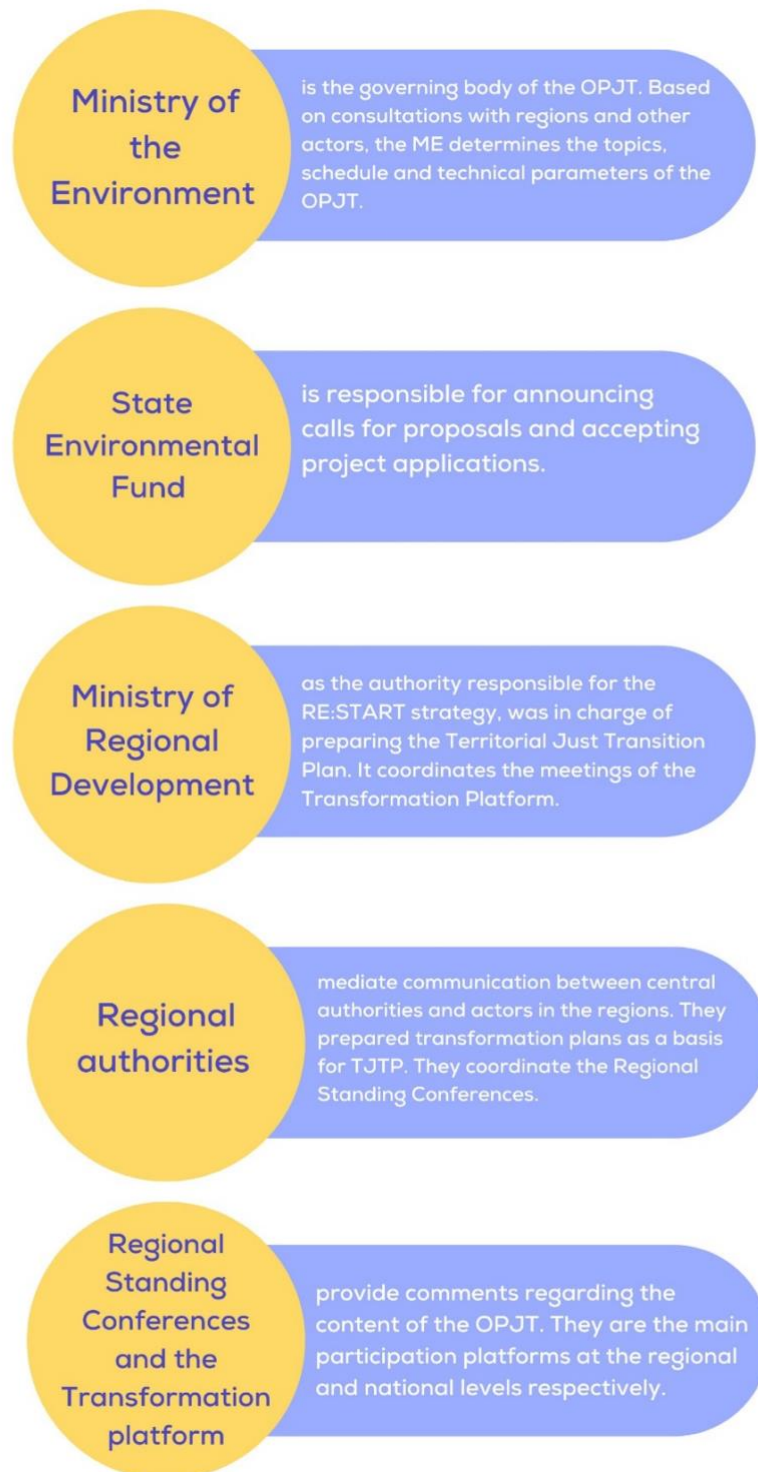 Ministry of
the
Environment
is the governing body of the OPJT. Based
on consultations with regions and other
actors, the ME determines the topics,
schedule and technical parameters of the
OPJT.
State
Environmental
Fund
is responsible for announcing
calls for proposals and accepting
project applications.
Ministry of
Regional
Development
as the authority responsible for the
RE:START strategy, was in charge of
preparing the Territorial Just Transition
Plan. It coordinates the meetings of the
Transformation Platform.
Regional
authorities
mediate communication between central
authorities and actors in the regions. They
prepared transformation plans as a basis
for TJTP. They coordinate the Regional
Standing Conferences.
Regional
Standing
Conferences
and the
Transformation
platform
provide comments regarding the
content of the OPJT. They are the main
participation platforms at the regional
and national levels respectively.